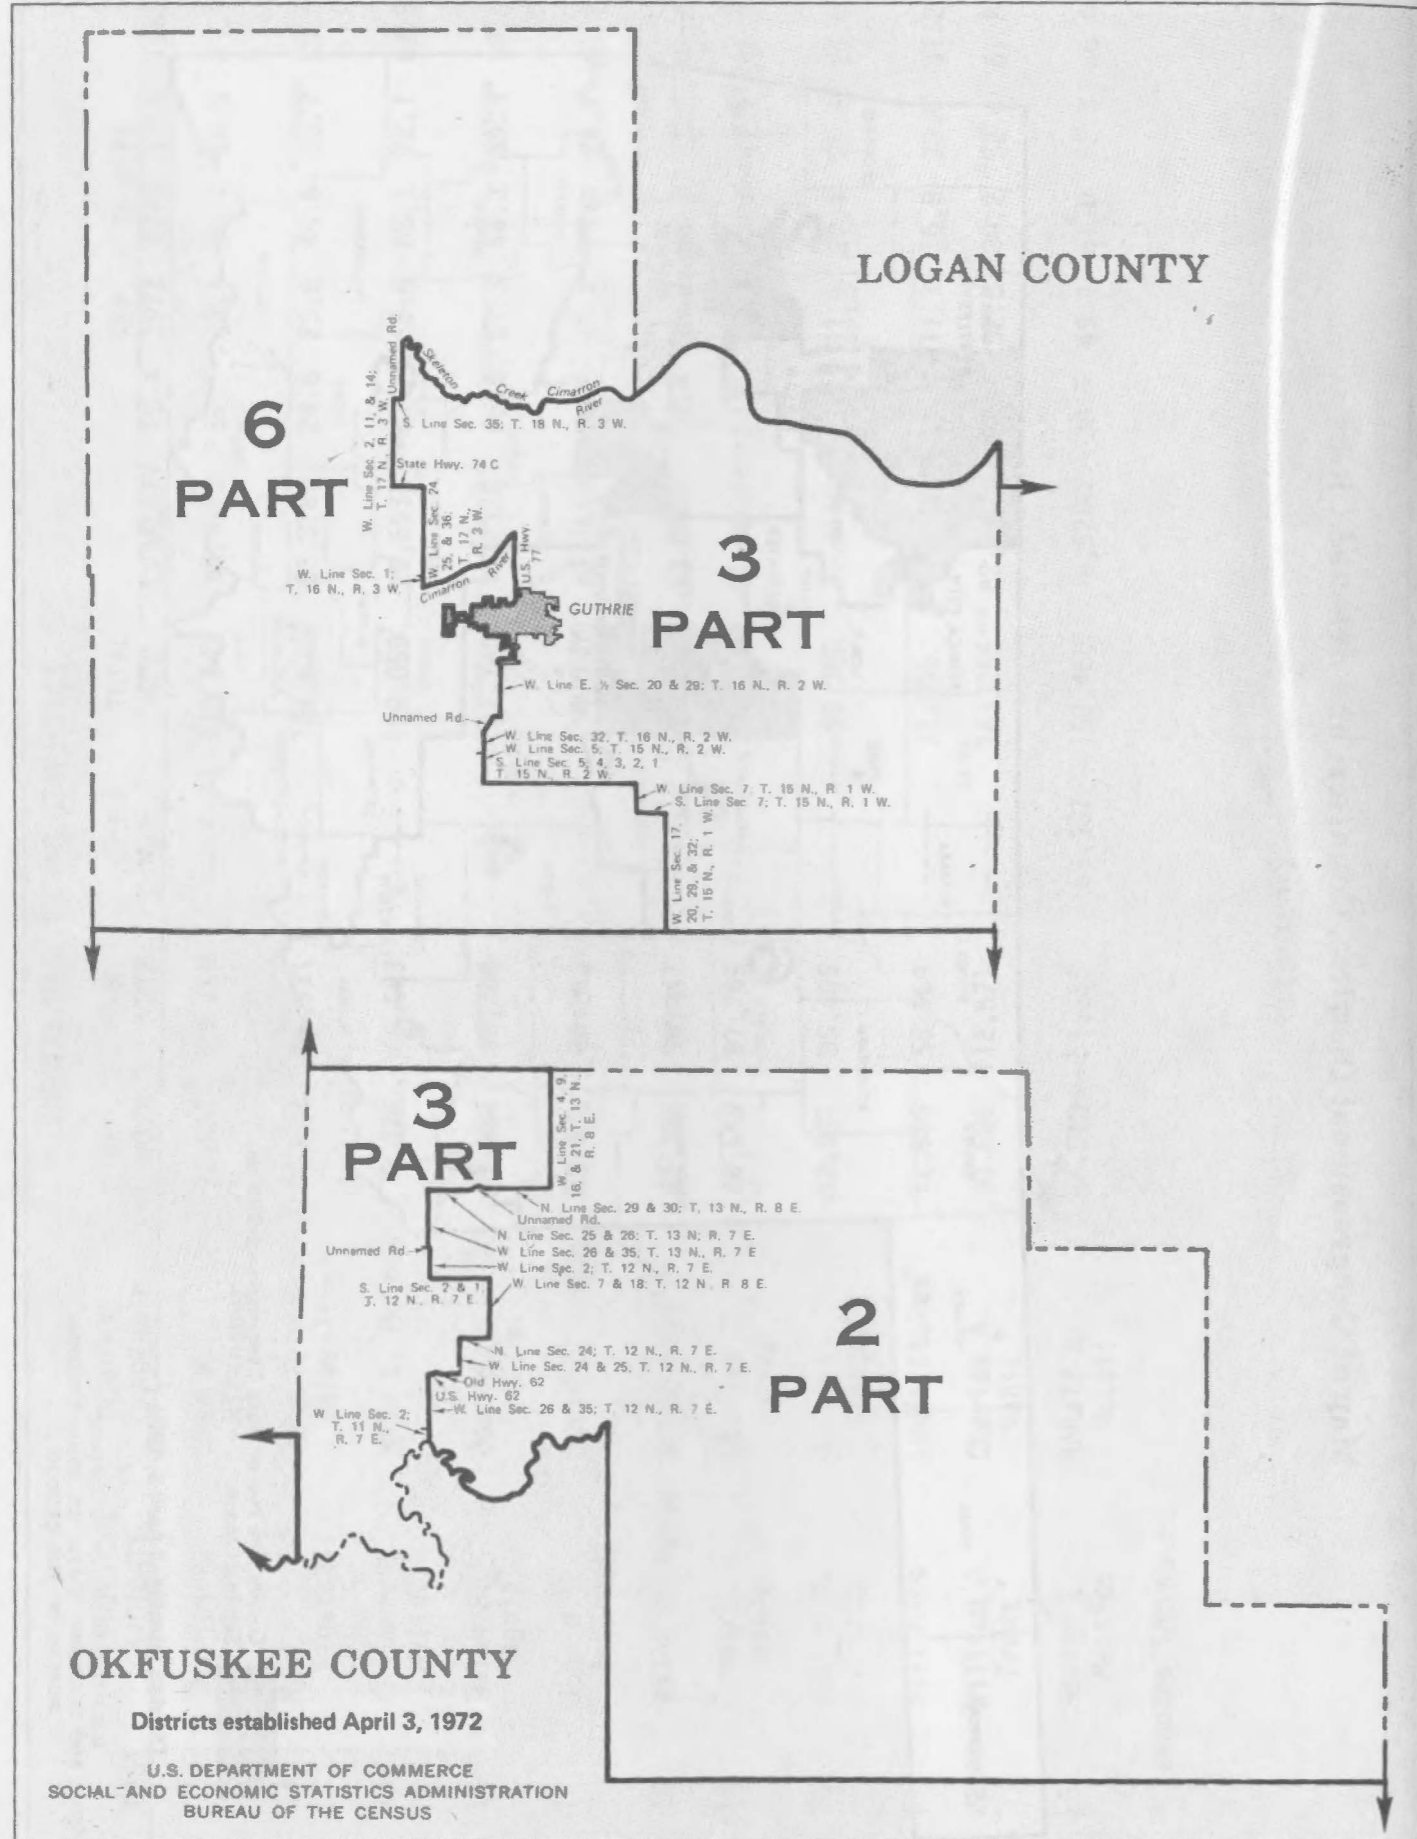 LOGAN COUNTY
Unnamed Rd.
Skeleton
Creek
Cimarron
River
W. Line Sec. 2, 11, & 14;
T. 17 N., R. 3 W.
S. Line Sec. 35; T. 18 N., R. 3 W.
6
PART
State Hwy. 74 C
W. Line Sec. 24,
25, & 36;
T. 17 N.,
R. 3 W.
U.S. Hwy.
77
3
PART
W. Line Sec. 1;
T. 16 N., R. 3 W.
Cimarron
River
GUTHRIE
W. Line E. ½ Sec. 20 & 29; T. 16 N., R. 2 W.
Unnamed Rd.
W. Line Sec. 32, T. 16 N., R. 2 W.
W. Line Sec. 5; T. 15 N., R. 2 W.
S. Line Sec. 5, 4, 3, 2, 1
T. 15 N., R. 2 W.
W. Line Sec. 7; T. 15 N., R. 1 W.
S. Line Sec. 7; T. 15 N., R. 1 W.
W. Line Sec. 17,
20, 29, & 32;
T. 15 N., R. 1 W.
3
PART
W. Line Sec. 4, 9,
16, & 21, T. 13 N.,
R. 8 E.
N. Line Sec. 29 & 30; T. 13 N., R. 8 E.
Unnamed Rd.
N. Line Sec. 25 & 26; T. 13 N; R. 7 E.
Unnamed Rd.
W. Line Sec. 26 & 35, T. 13 N., R. 7 E
W. Line Sec. 2; T. 12 N., R. 7 E.
S. Line Sec. 2 & 1,
T. 12 N., R. 7 E.
W. Line Sec. 7 & 18; T. 12 N., R. 8 E.
2
PART
N. Line Sec. 24; T. 12 N., R. 7 E.
W. Line Sec. 24 & 25, T. 12 N., R. 7 E.
Old Hwy. 62
U.S. Hwy. 62
W. Line Sec. 26 & 35; T. 12 N., R. 7 E.
W. Line Sec. 2;
T. 11 N.,
R. 7 E.
OKFUSKEE COUNTY
Districts established April 3, 1972
U.S. DEPARTMENT OF COMMERCE
SOCIAL AND ECONOMIC STATISTICS ADMINISTRATION
BUREAU OF THE CENSUS